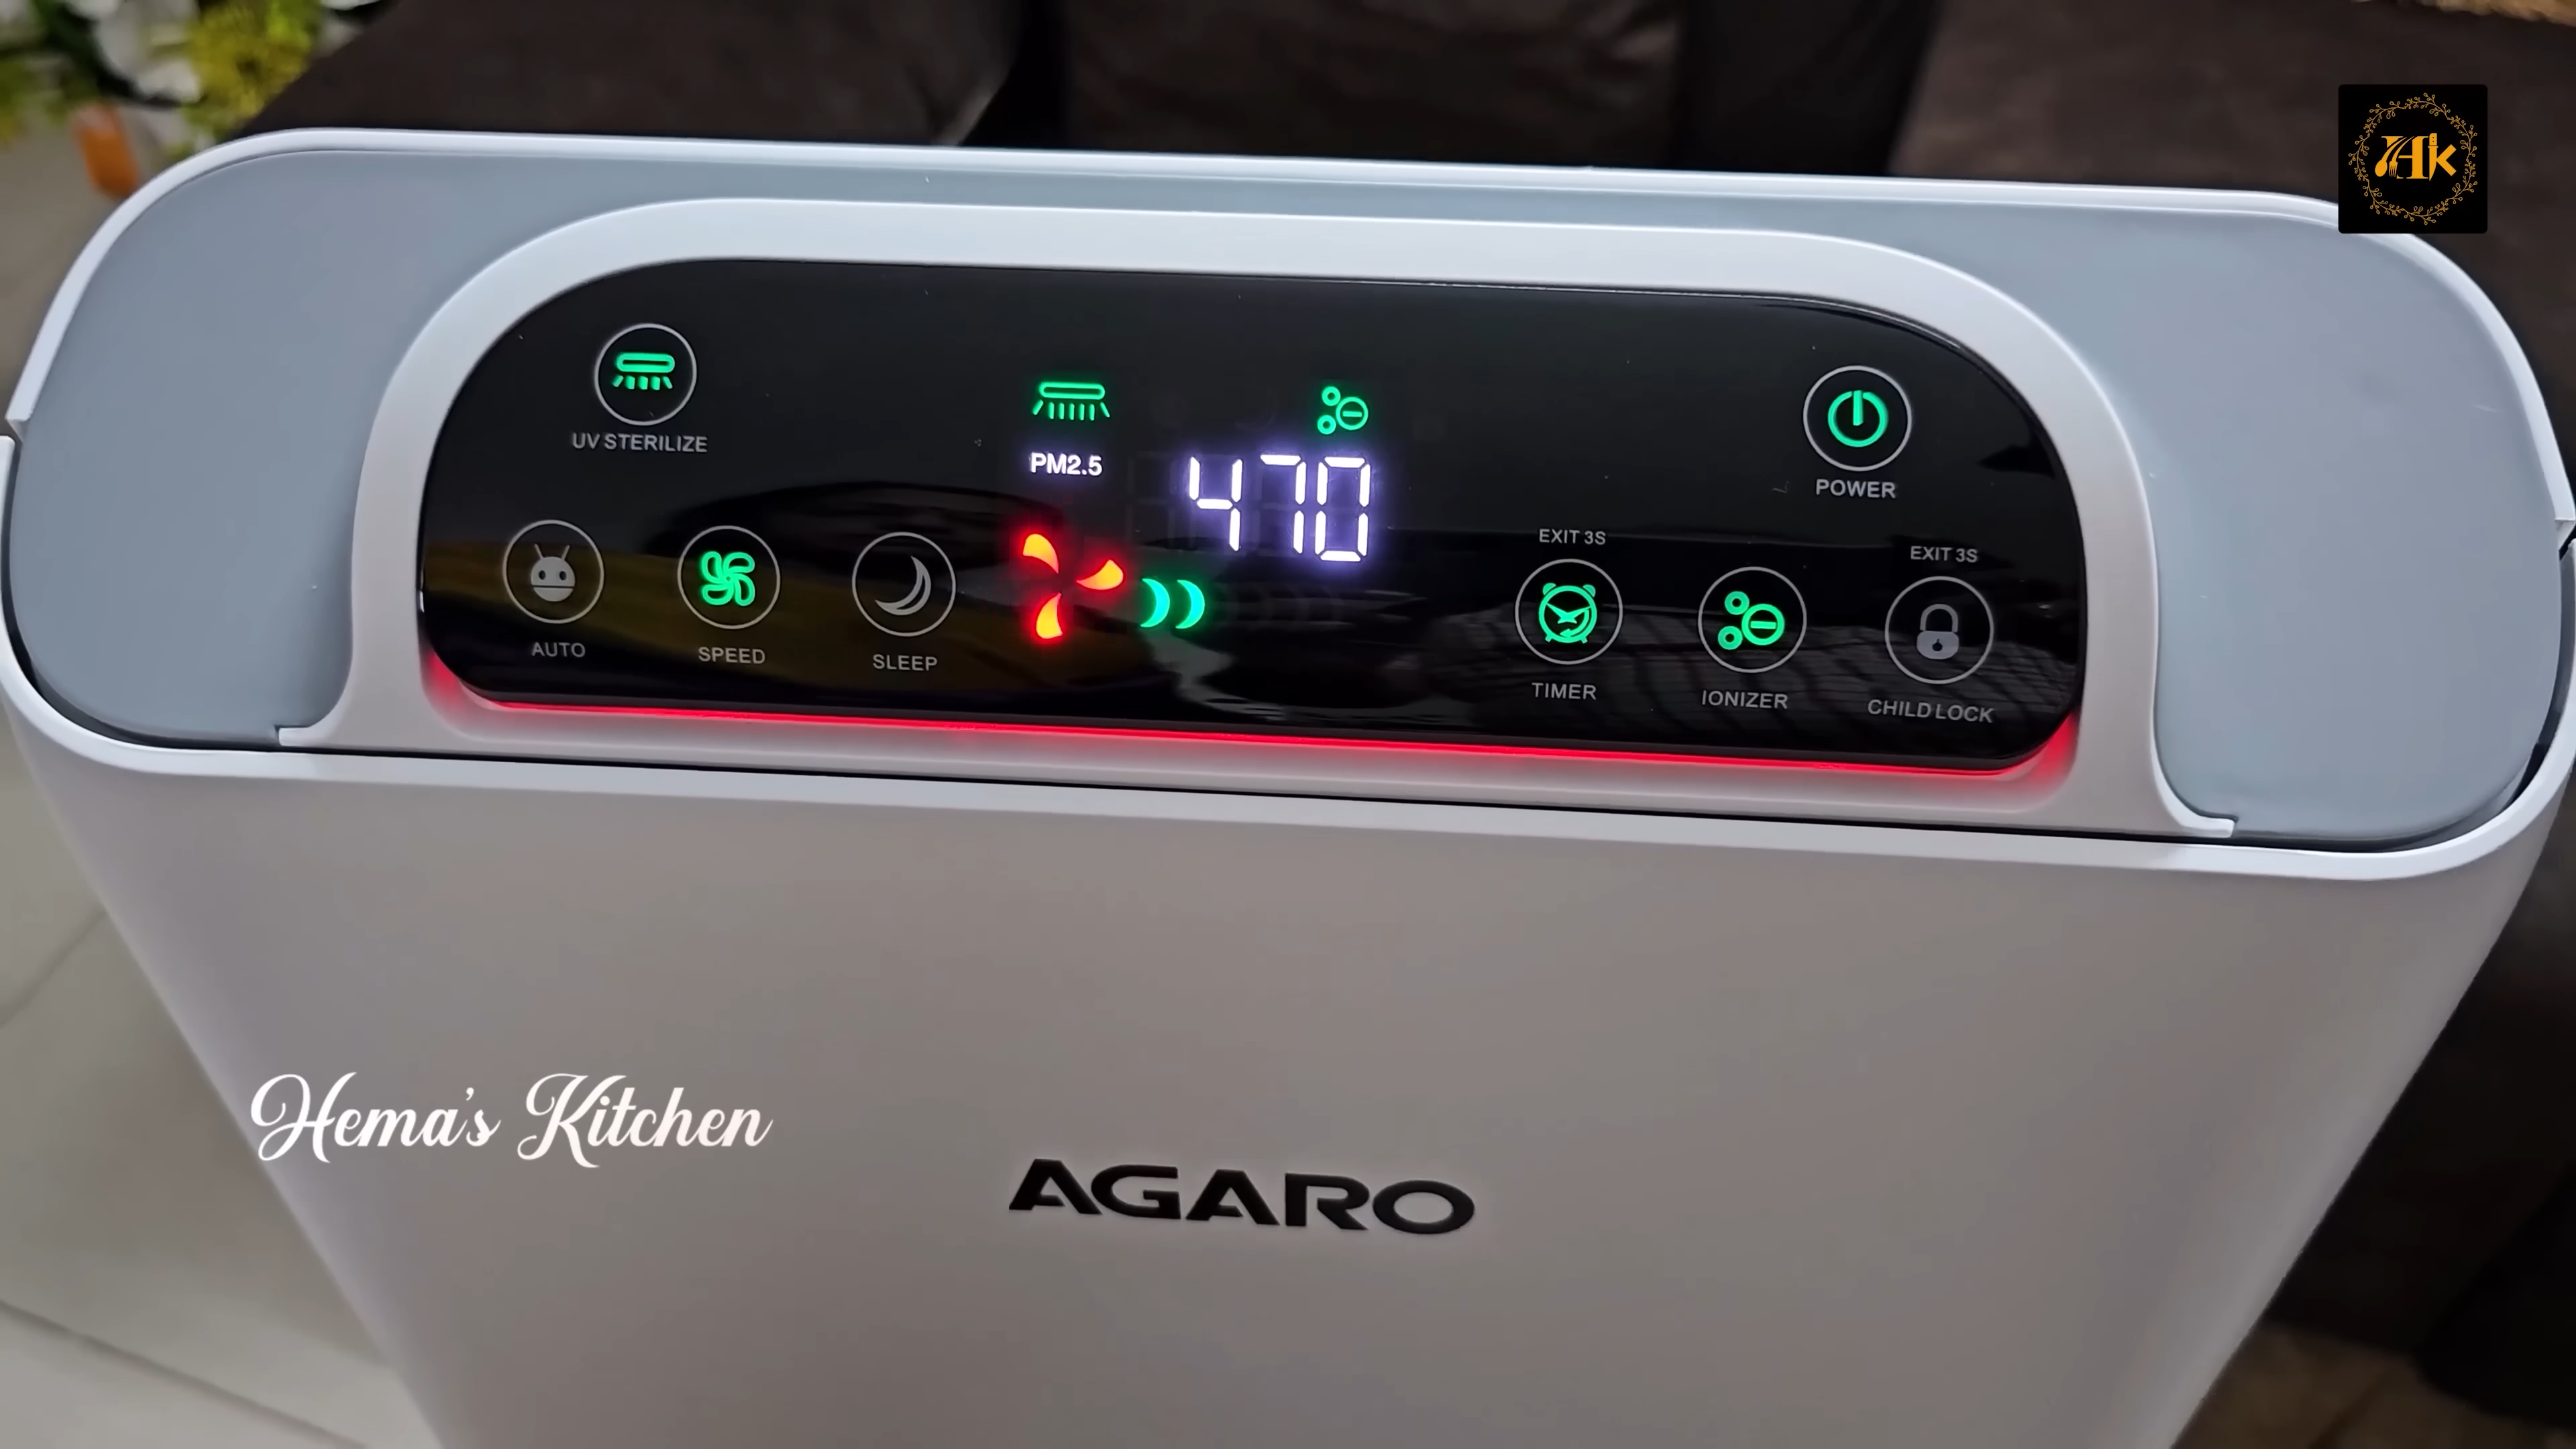 Hk
UV STERILIZE
PM2.5
470
POWER
AUTO
SPEED
SLEEP
EXIT 3S
TIMER
IONIZER
EXIT 3S
CHILD LOCK
Hema's Kitchen
AGARO